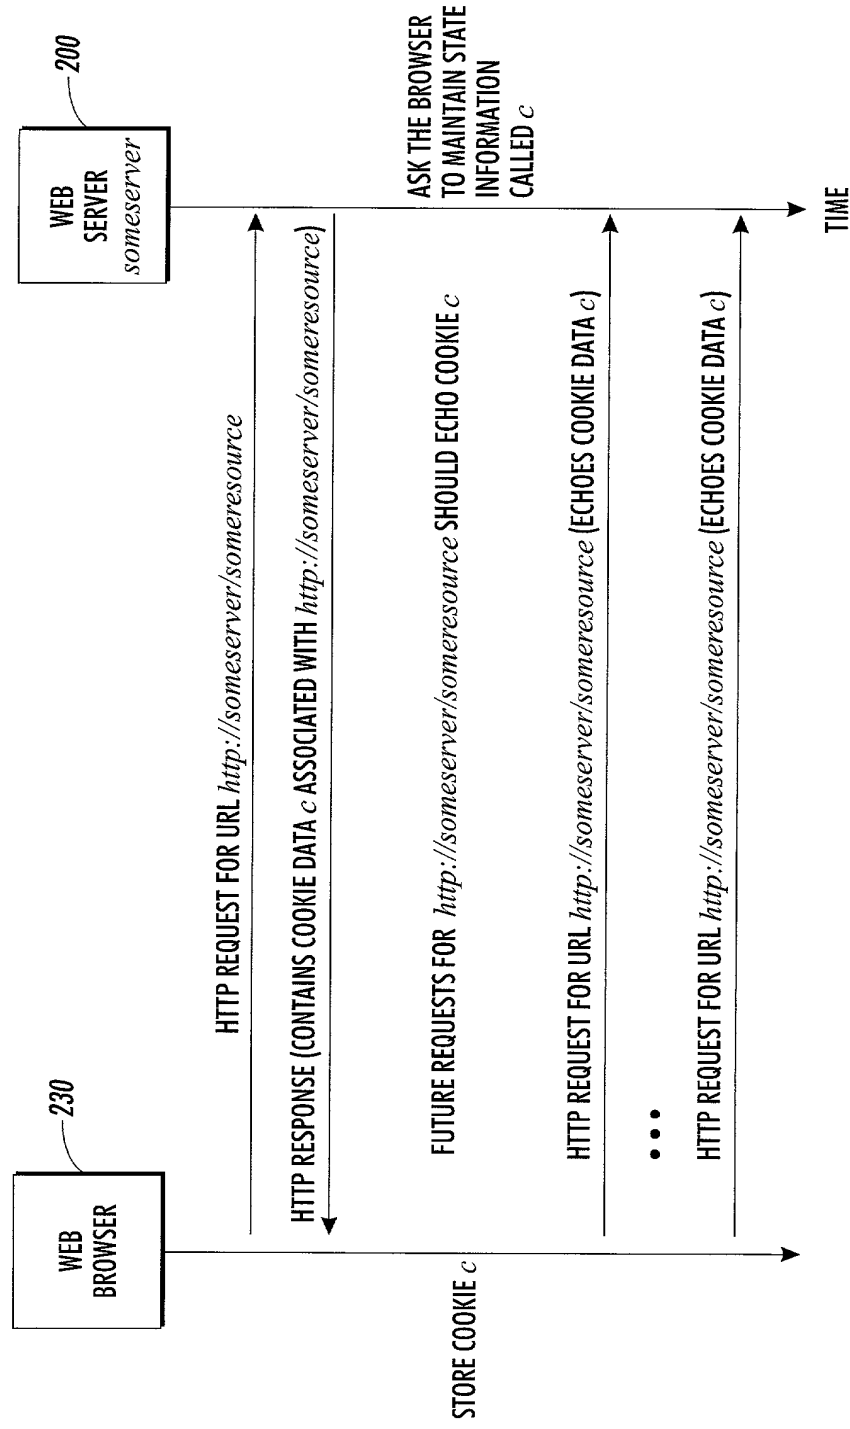 WEB
BROWSER
230
WEB
SERVER
someserver
200
HTTP REQUEST FOR URL http://someserver/someresource
HTTP RESPONSE (CONTAINS COOKIE DATA c ASSOCIATED WITH http://someserver/someresource)
STORE COOKIE c
FUTURE REQUESTS FOR http://someserver/someresource SHOULD ECHO COOKIE c
ASK THE BROWSER
TO MAINTAIN STATE
INFORMATION
CALLED c
HTTP REQUEST FOR URL http://someserver/someresource (ECHOES COOKIE DATA c)
•••
HTTP REQUEST FOR URL http://someserver/someresource (ECHOES COOKIE DATA c)
TIME